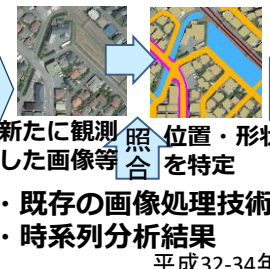 新たに観測
した画像等
照
合
位置・形状
を特定
・既存の画像処理技術
・時系列分析結果
平成32-34年